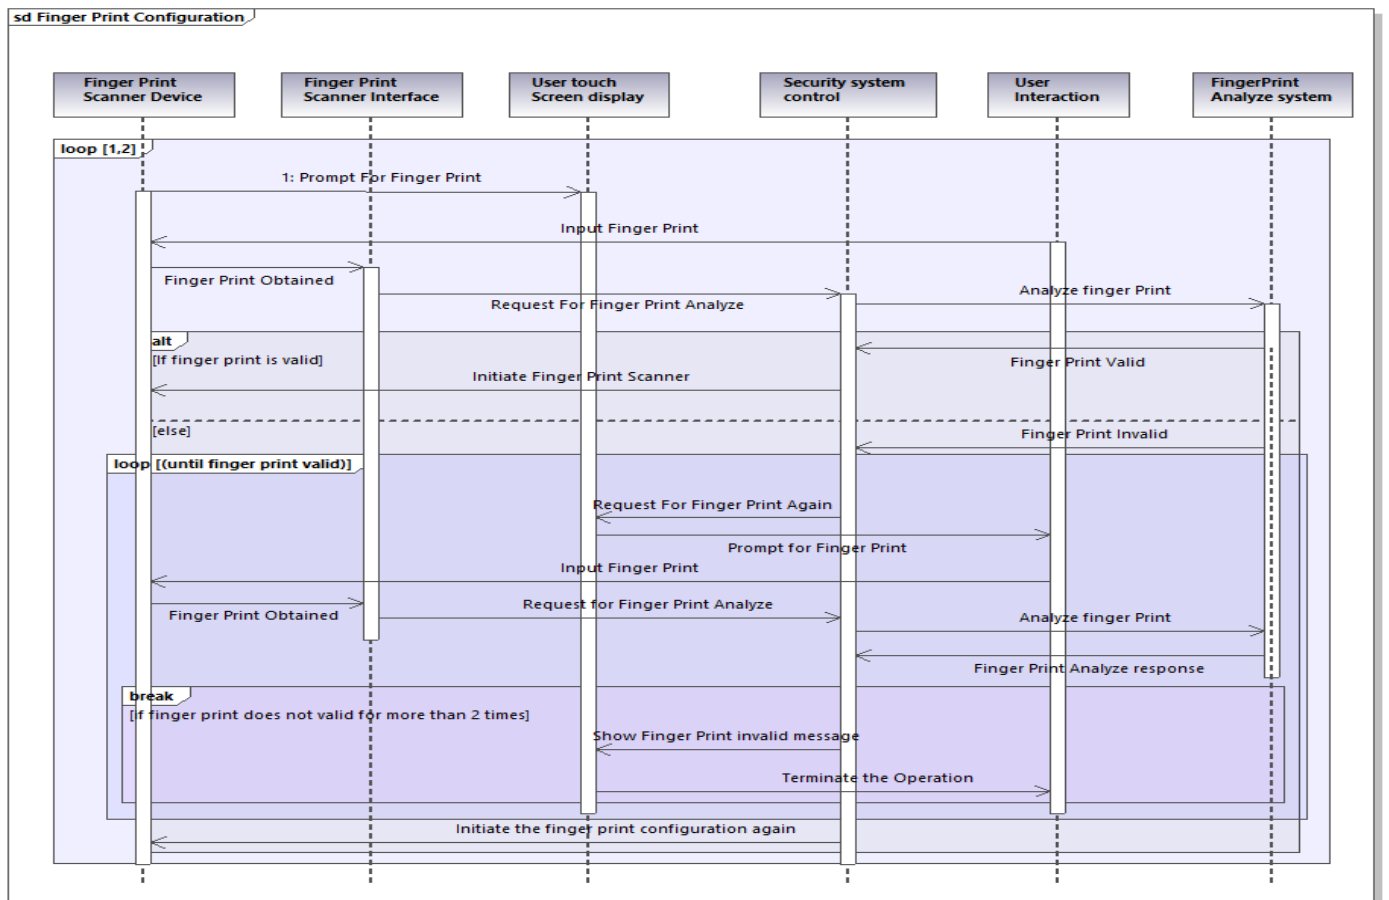 sd Finger Print Configuration
Finger Print
Scanner Device
Finger Print
Scanner Interface
User touch
Screen display
Security system
control
User
Interaction
FingerPrint
Analyze system
loop [1,2]
1: Prompt For Finger Print
Input Finger Print
Finger Print Obtained
Request For Finger Print Analyze
Analyze finger Print
alt
[If finger print is valid]
Finger Print Valid
Initiate Finger Print Scanner
[else]
Finger Print Invalid
loop [(until finger print valid)]
Request For Finger Print Again
Prompt for Finger Print
Input Finger Print
Finger Print Obtained
Request for Finger Print Analyze
Analyze finger Print
Finger Print Analyze response
break
[if finger print does not valid for more than 2 times]
Show Finger Print invalid message
Terminate the Operation
Initiate the finger print configuration again